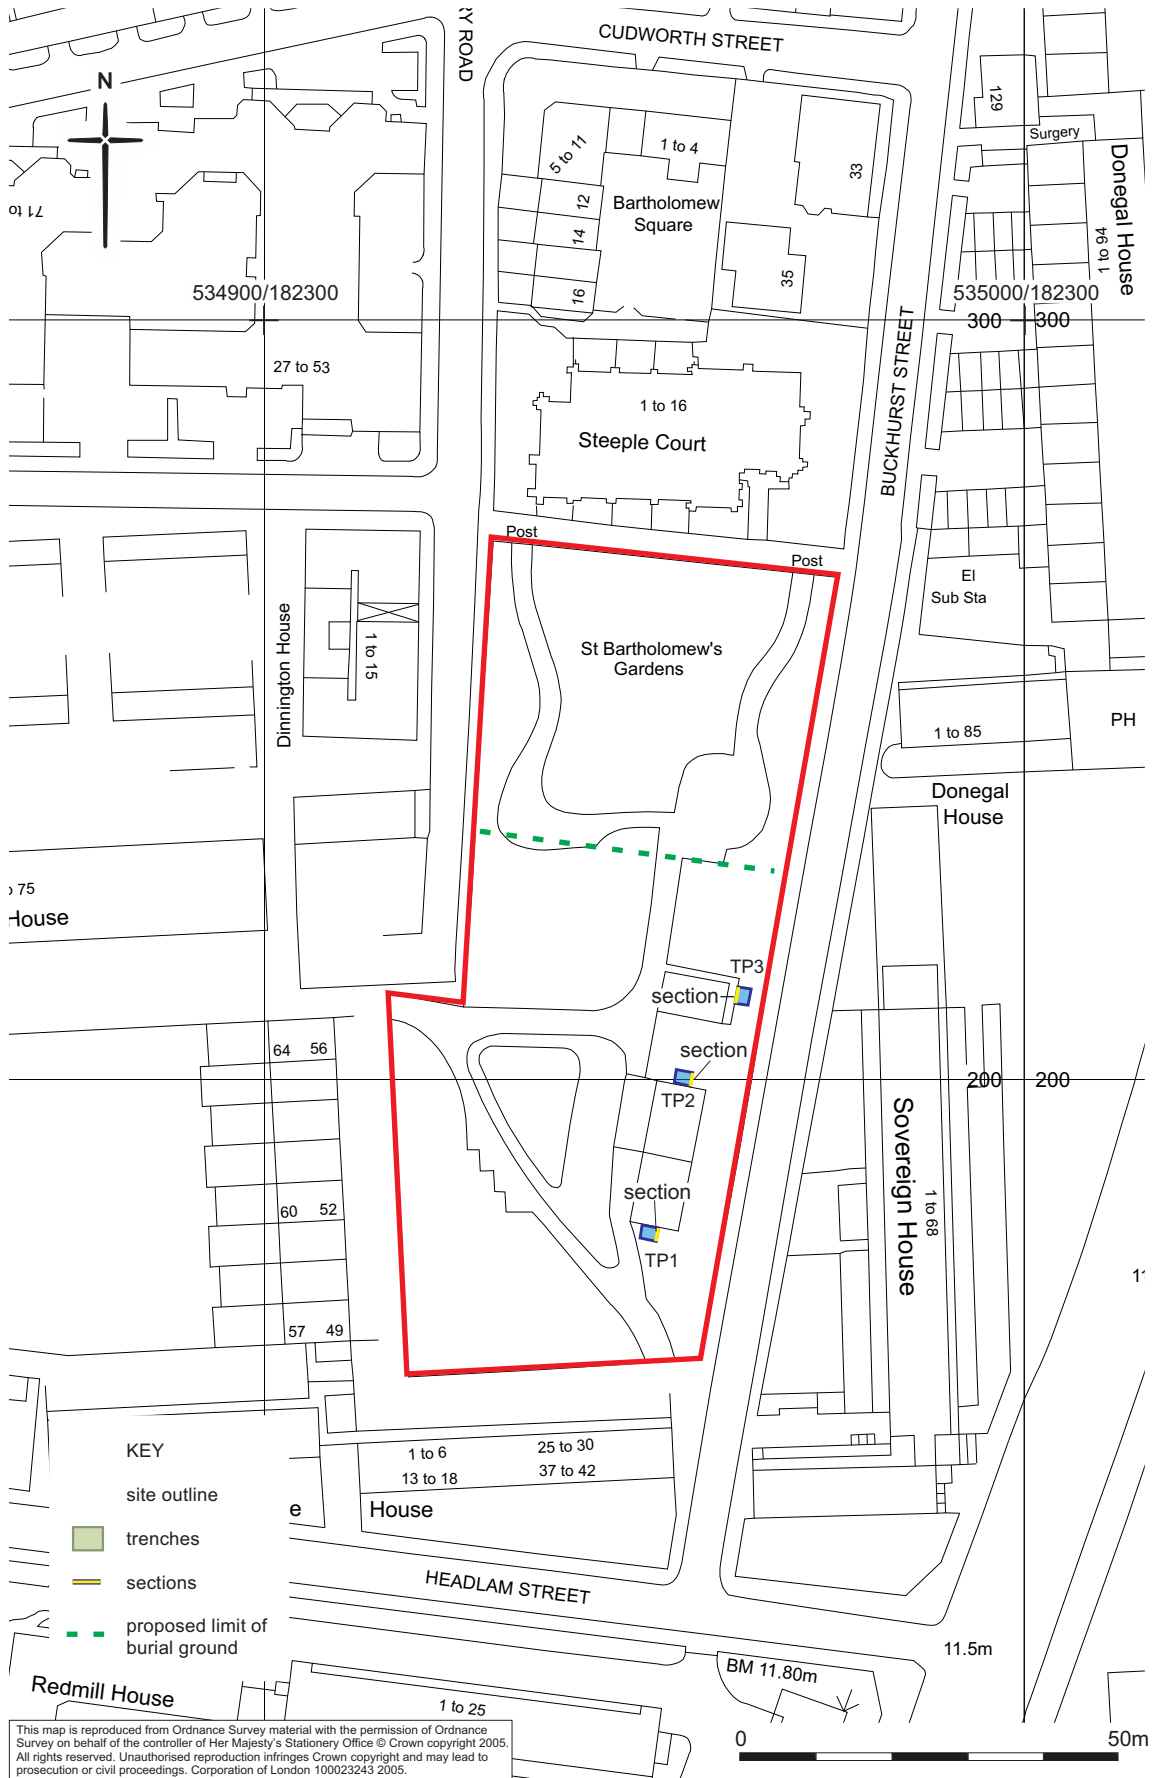 RY ROAD
CUDWORTH STREET
N
129
Surgery
5 to 11
1 to 4
33
Donegal House
1 to 94
71 to
12
Bartholomew
Square
14
35
16
534900/182300
535000/182300
300
300
BUCKHURST STREET
27 to 53
1 to 16
Steeple Court
Post
Post
El
Sub Sta
Dinnington House
1 to 15
St Bartholomew's
Gardens
PH
1 to 85
Donegal
House
o 75
House
TP3
section
64
56
section
200
200
TP2
Sovereign House
1 to 68
section
60
52
TP1
11
57
49
KEY
site outline
trenches
sections
proposed limit of
burial ground
1 to 6
25 to 30
13 to 18
37 to 42
e
House
HEADLAM STREET
11.5m
BM 11.80m
Redmill House
1 to 25
This map is reproduced from Ordnance Survey material with the permission of Ordnance
Survey on behalf of the controller of Her Majesty's Stationery Office © Crown copyright 2005.
All rights reserved. Unauthorised reproduction infringes Crown copyright and may lead to
prosecution or civil proceedings. Corporation of London 100023243 2005.
0
50m